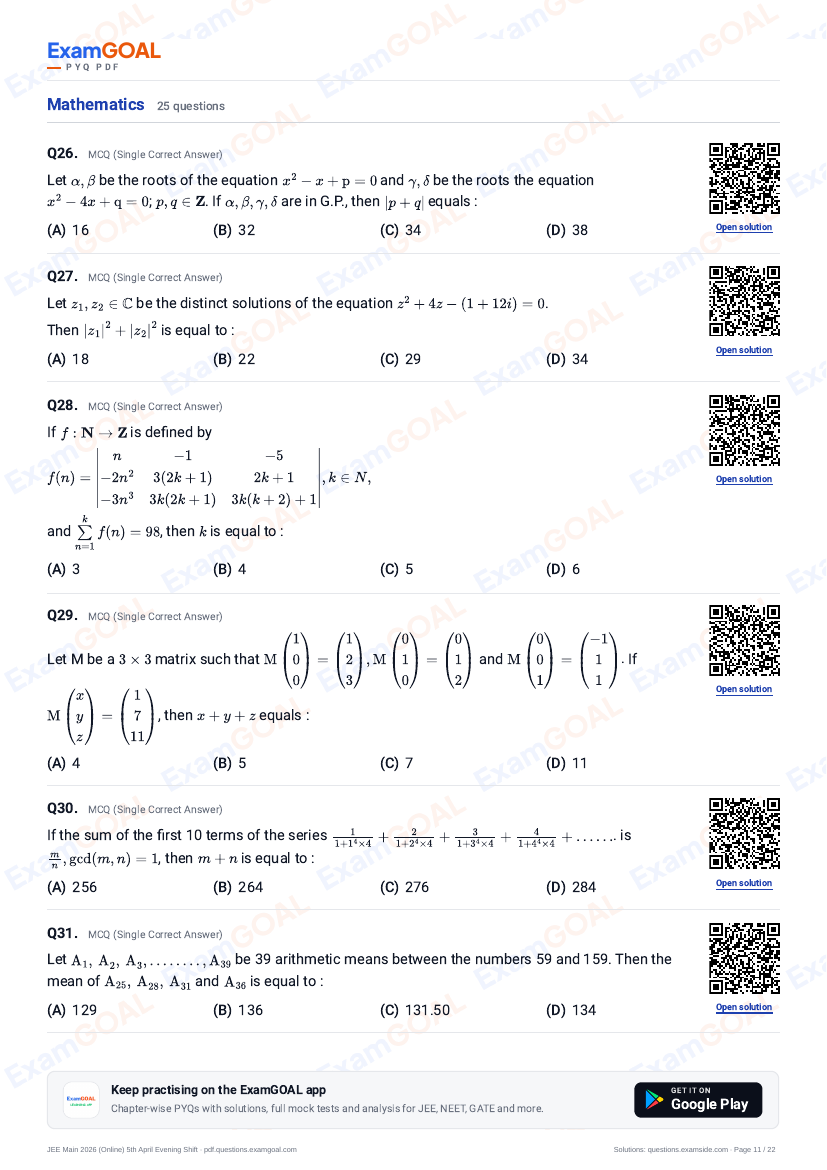 ExamGOAL
PYQ PDF
Mathematics 25 questions
Q26. MCQ (Single Correct Answer)
Let α, β be the roots of the equation x² − x + p = 0 and γ, δ be the roots the equation
x² − 4x + q = 0; p, q ∈ Z. If α, β, γ, δ are in G.P., then |p + q| equals :
(A) 16 (B) 32 (C) 34 (D) 38
Open solution
Q27. MCQ (Single Correct Answer)
Let z₁, z₂ ∈ ℂ be the distinct solutions of the equation z² + 4z − (1 + 12i) = 0.
Then |z₁|² + |z₂|² is equal to :
(A) 18 (B) 22 (C) 29 (D) 34
Open solution
Q28. MCQ (Single Correct Answer)
If f : N → Z is defined by
f(n) = | n −1 −5 |
| −2n² 3(2k + 1) 2k + 1 | , k ∈ N,
| −3n³ 3k(2k + 1) 3k(k + 2) + 1 |
and ∑ₙ₌₁ᵏ f(n) = 98, then k is equal to :
(A) 3 (B) 4 (C) 5 (D) 6
Open solution
Q29. MCQ (Single Correct Answer)
Let M be a 3 × 3 matrix such that M (1 0 0) = (1 2 3), M (0 1 0) = (0 1 2) and M (0 0 1) = (−1 1 1). If
M (x y z) = (1 7 11), then x + y + z equals :
(A) 4 (B) 5 (C) 7 (D) 11
Open solution
Q30. MCQ (Single Correct Answer)
If the sum of the first 10 terms of the series 1/(1+1⁴×4) + 2/(1+2⁴×4) + 3/(1+3⁴×4) + 4/(1+4⁴×4) + . . . . . . is
m/n, gcd(m, n) = 1, then m + n is equal to :
(A) 256 (B) 264 (C) 276 (D) 284
Open solution
Q31. MCQ (Single Correct Answer)
Let A₁, A₂, A₃, . . . . . . . . , A₃₉ be 39 arithmetic means between the numbers 59 and 159. Then the
mean of A₂₅, A₂₈, A₃₁ and A₃₆ is equal to :
(A) 129 (B) 136 (C) 131.50 (D) 134
Open solution
Keep practising on the ExamGOAL app
Chapter-wise PYQs with solutions, full mock tests and analysis for JEE, NEET, GATE and more.
GET IT ON
Google Play
JEE Main 2026 (Online) 5th April Evening Shift · pdf.questions.examgoal.com
Solutions: questions.examside.com · Page 11 / 22